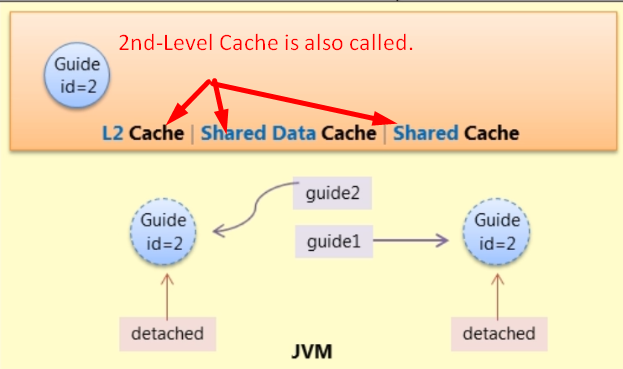 2nd-Level Cache is also called.
Guide
id=2
L2 Cache | Shared Data Cache | Shared Cache
guide2
Guide
id=2
guide1
Guide
id=2
detached
detached
JVM